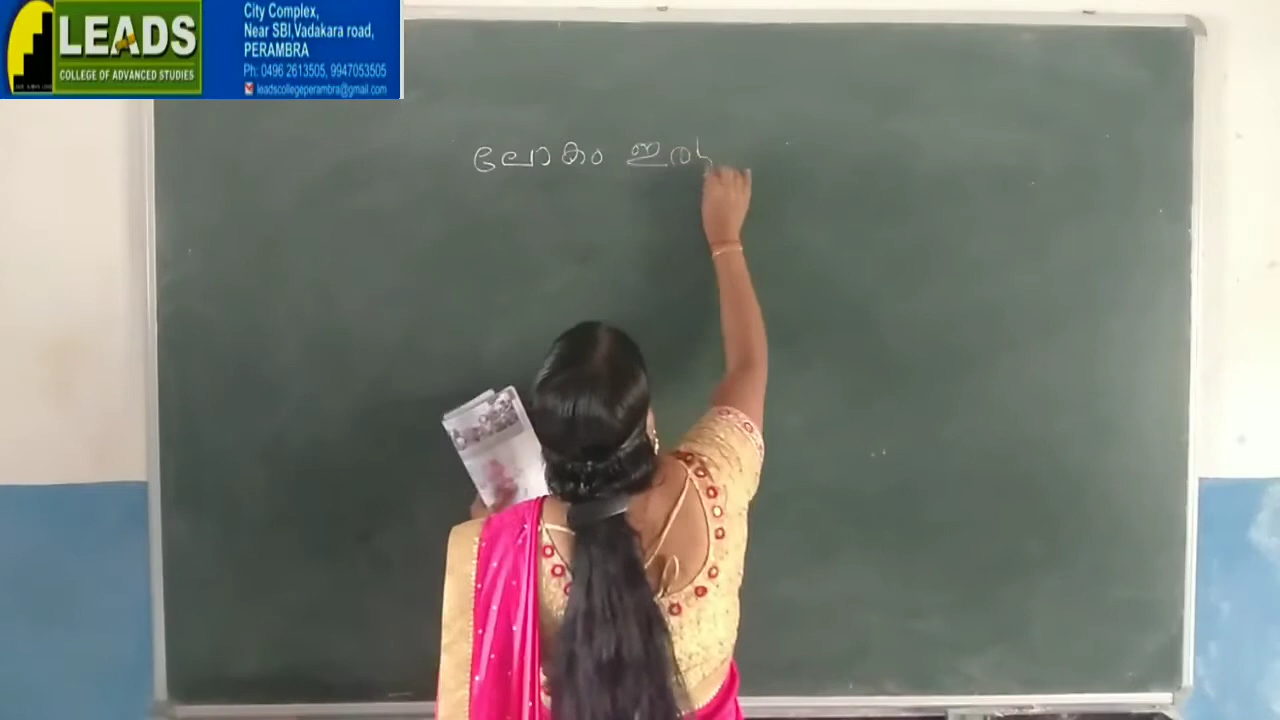 LEADS
COLLEGE OF ADVANCED STUDIES
City Complex,
Near SBI,Vadakara road,
PERAMBRA
Ph: 0496 2613505, 9947053505
leadscollegeperambra@gmail.com
ലോകം ഇരു